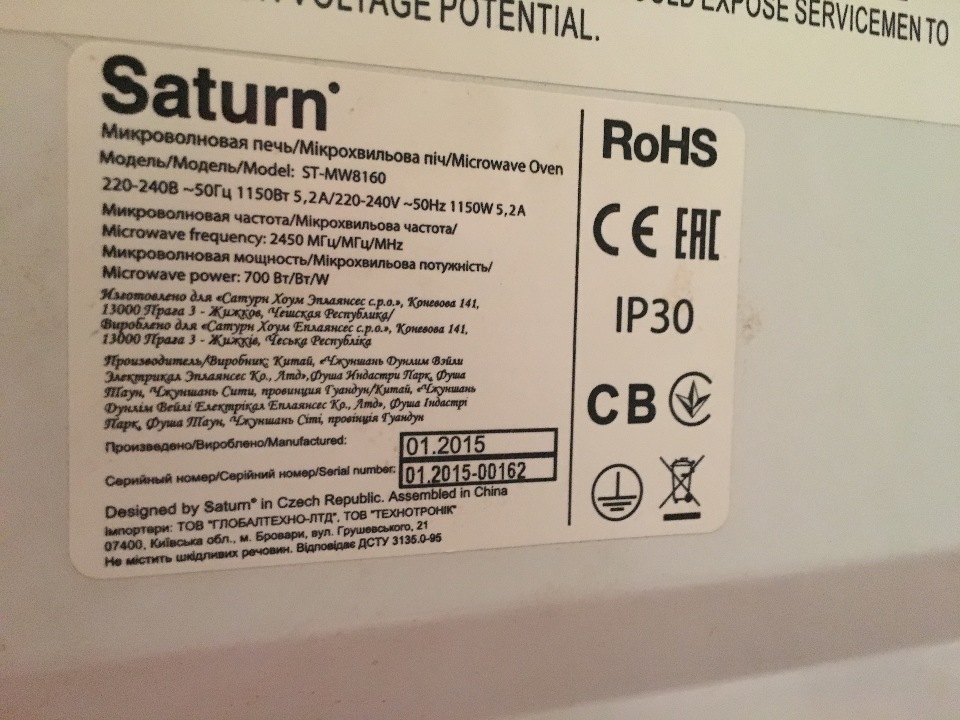 VOLTAGE POTENTIAL.
EXPOSE SERVICEMEN TO
Saturn
Микроволновая печь/Мікрохвильова піч/Microwave Oven
Модель/Модель/Model: ST-MW8160
220-240В ~50Гц 1150Вт 5,2А/220-240V ~50Hz 1150W 5,2A
Микроволновая частота/Мікрохвильова частота/
Microwave frequency: 2450 МГц/МГц/MHz
Микроволновая мощность/Мікрохвильова потужність/
Microwave power: 700 Вт/Вт/W
Изготовлено для «Сатурн Хоум Эплаянсес с.р.о.», Коневова 141,
13000 Прага 3 - Жижков, Чешская Республика/
Вироблено для «Сатурн Хоум Еплаянсес с.р.о.», Коневова 141,
13000 Прага 3 - Жижків, Чеська Республіка
Производитель/Виробник: Китай, «Чжуншань Дунлим Вэйли
Электрикал Эплаянсес Ко., Лтд»,Фуша Индастри Парк, Фуша
Таун, Чжуншань Сити, провинция Гуандун/Китай, «Чжуншань
Дунлім Вейлі Електрікал Еплаянсес Ко., Лтд», Фуша Індастрі
Парк, Фуша Таун, Чжуншань Сіті, провінція Гуандун
Произведено/Вироблено/Manufactured: 01.2015
Серийный номер/Серійний номер/Serial number: 01.2015-00162
Designed by Saturn® in Czech Republic. Assembled in China
Імпортери: ТОВ "ГЛОБАЛТЕХНО-ЛТД", ТОВ "ТЕХНОТРОНІК"
07400, Київська обл., м. Бровари, вул. Грушевського, 21
Не містить шкідливих речовин. Відповідає ДСТУ 3135.0-95
RoHS
CE EAC
IP30
CB